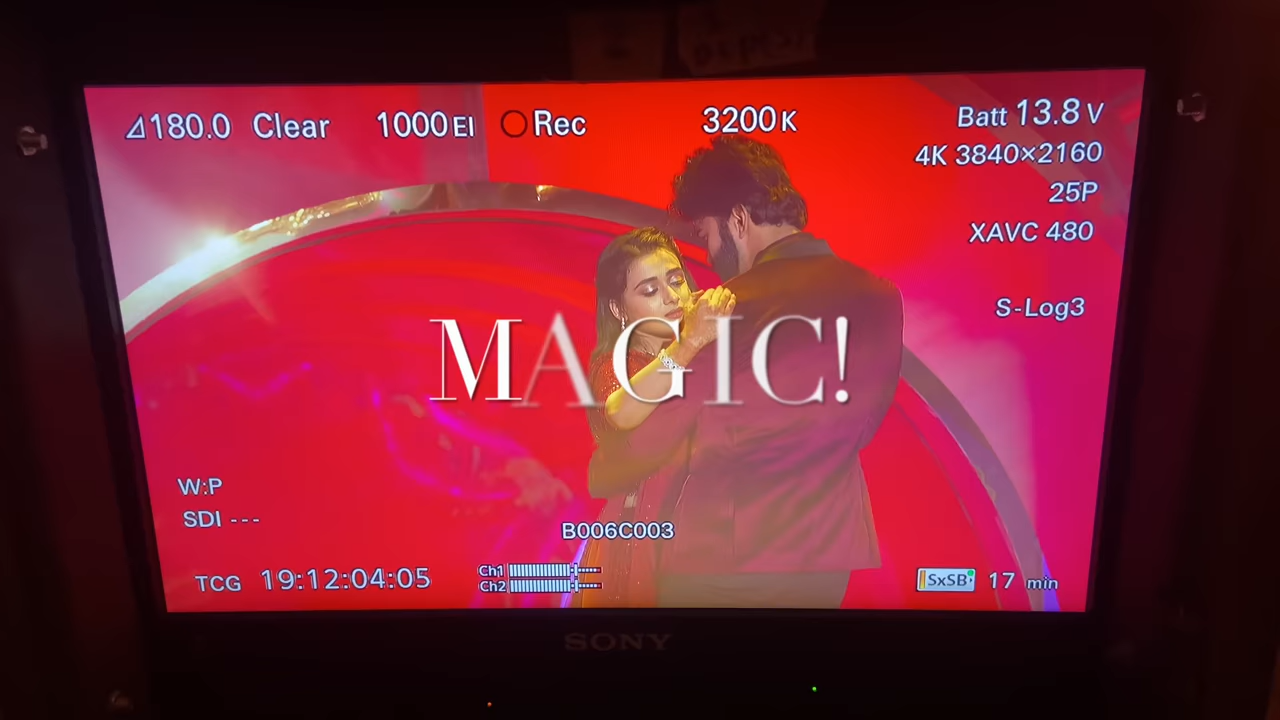 ⊿180.0 Clear 1000EI Rec 3200K Batt 13.8 V
4K 3840×2160
25P
XAVC 480
S-Log3
MAGIC!
W:P
SDI ---
B006C003
TCG 19:12:04:05 Ch1
Ch2
SxSB 17 min
SONY